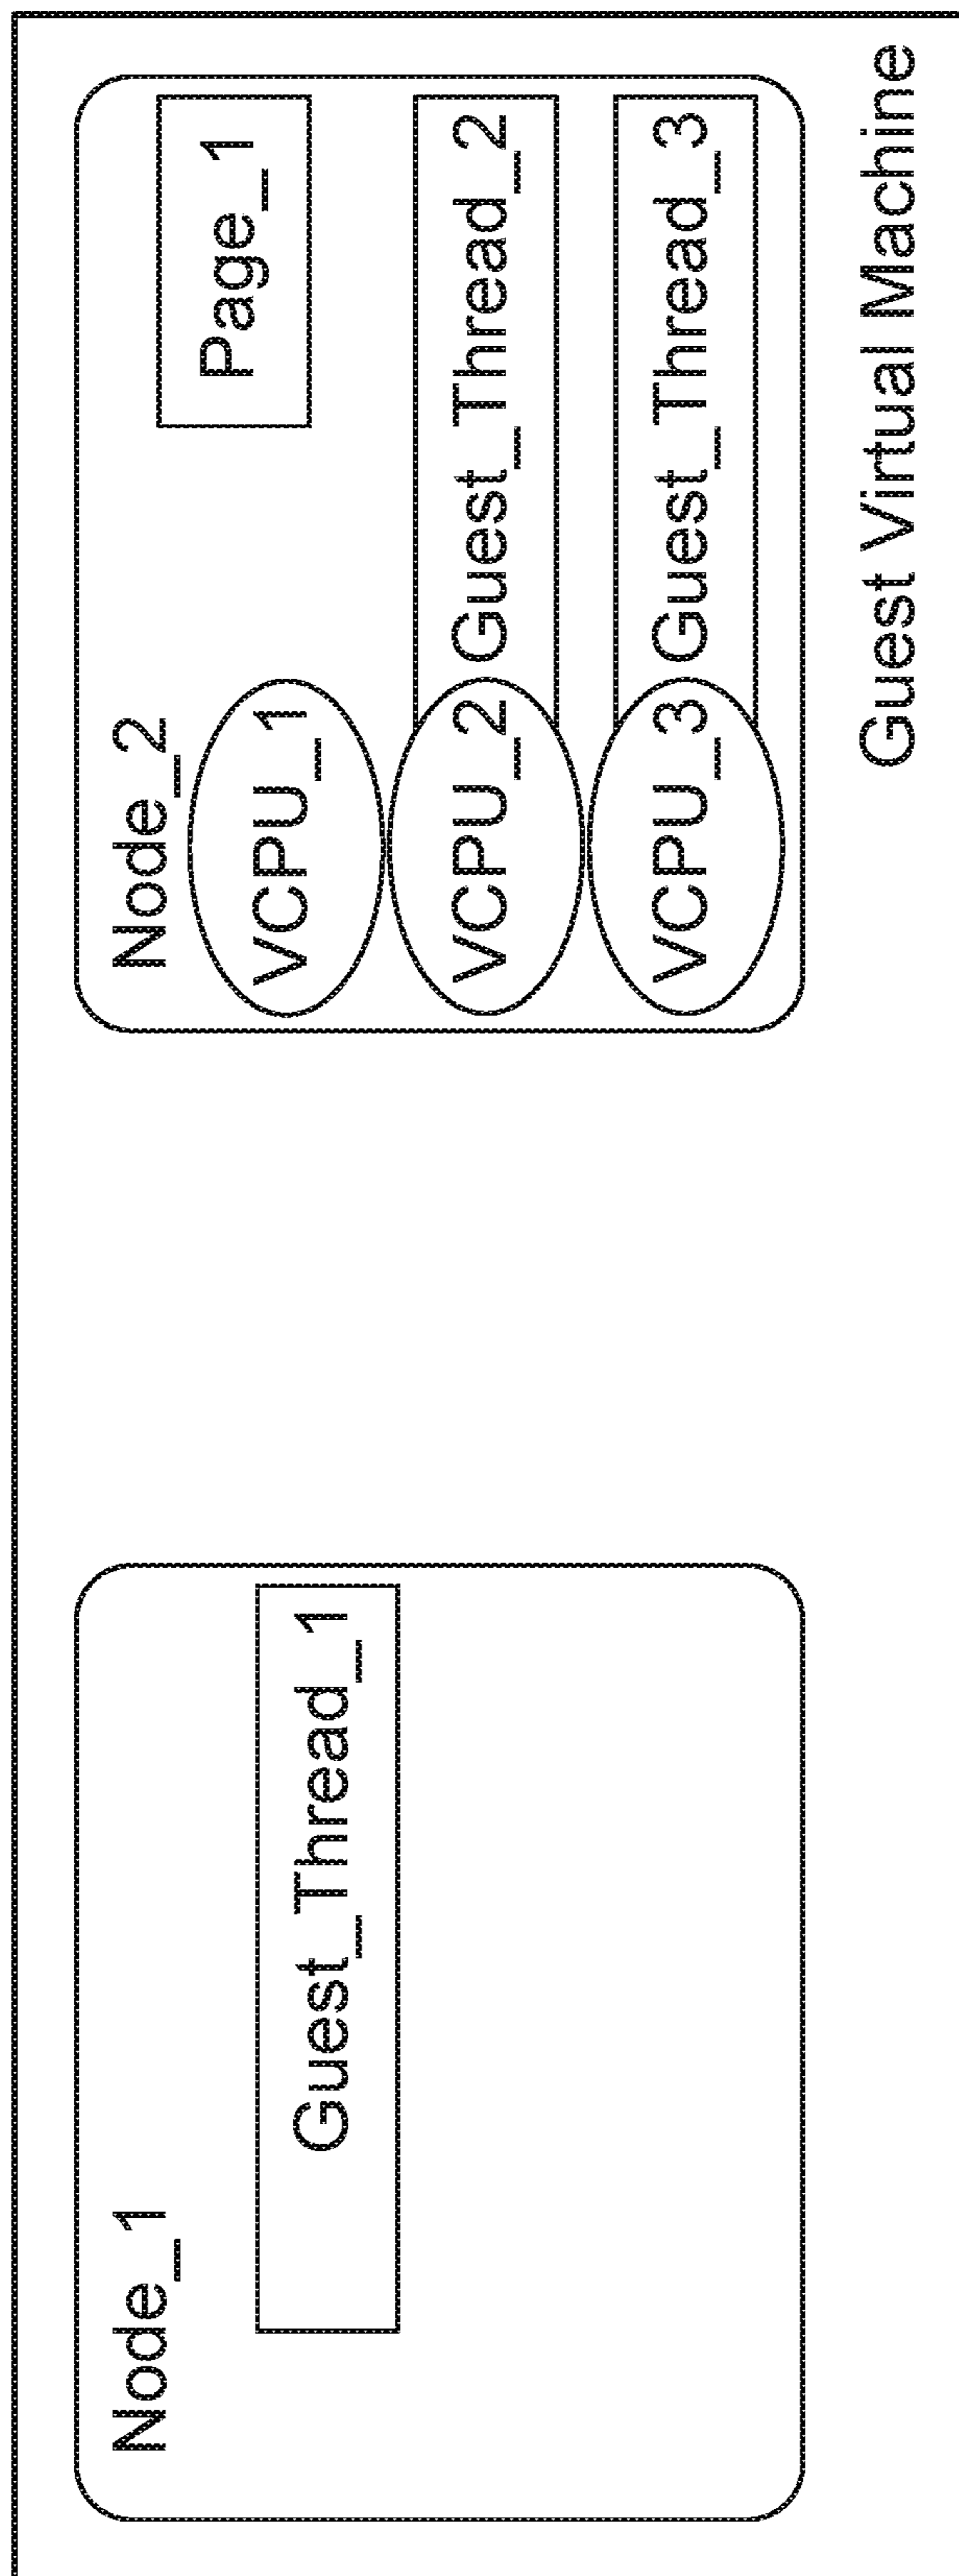 Node_1
Guest_Thread_1
Node_2
Page_1
VCPU_1
VCPU_2 Guest_Thread_2
VCPU_3 Guest_Thread_3
Guest Virtual Machine